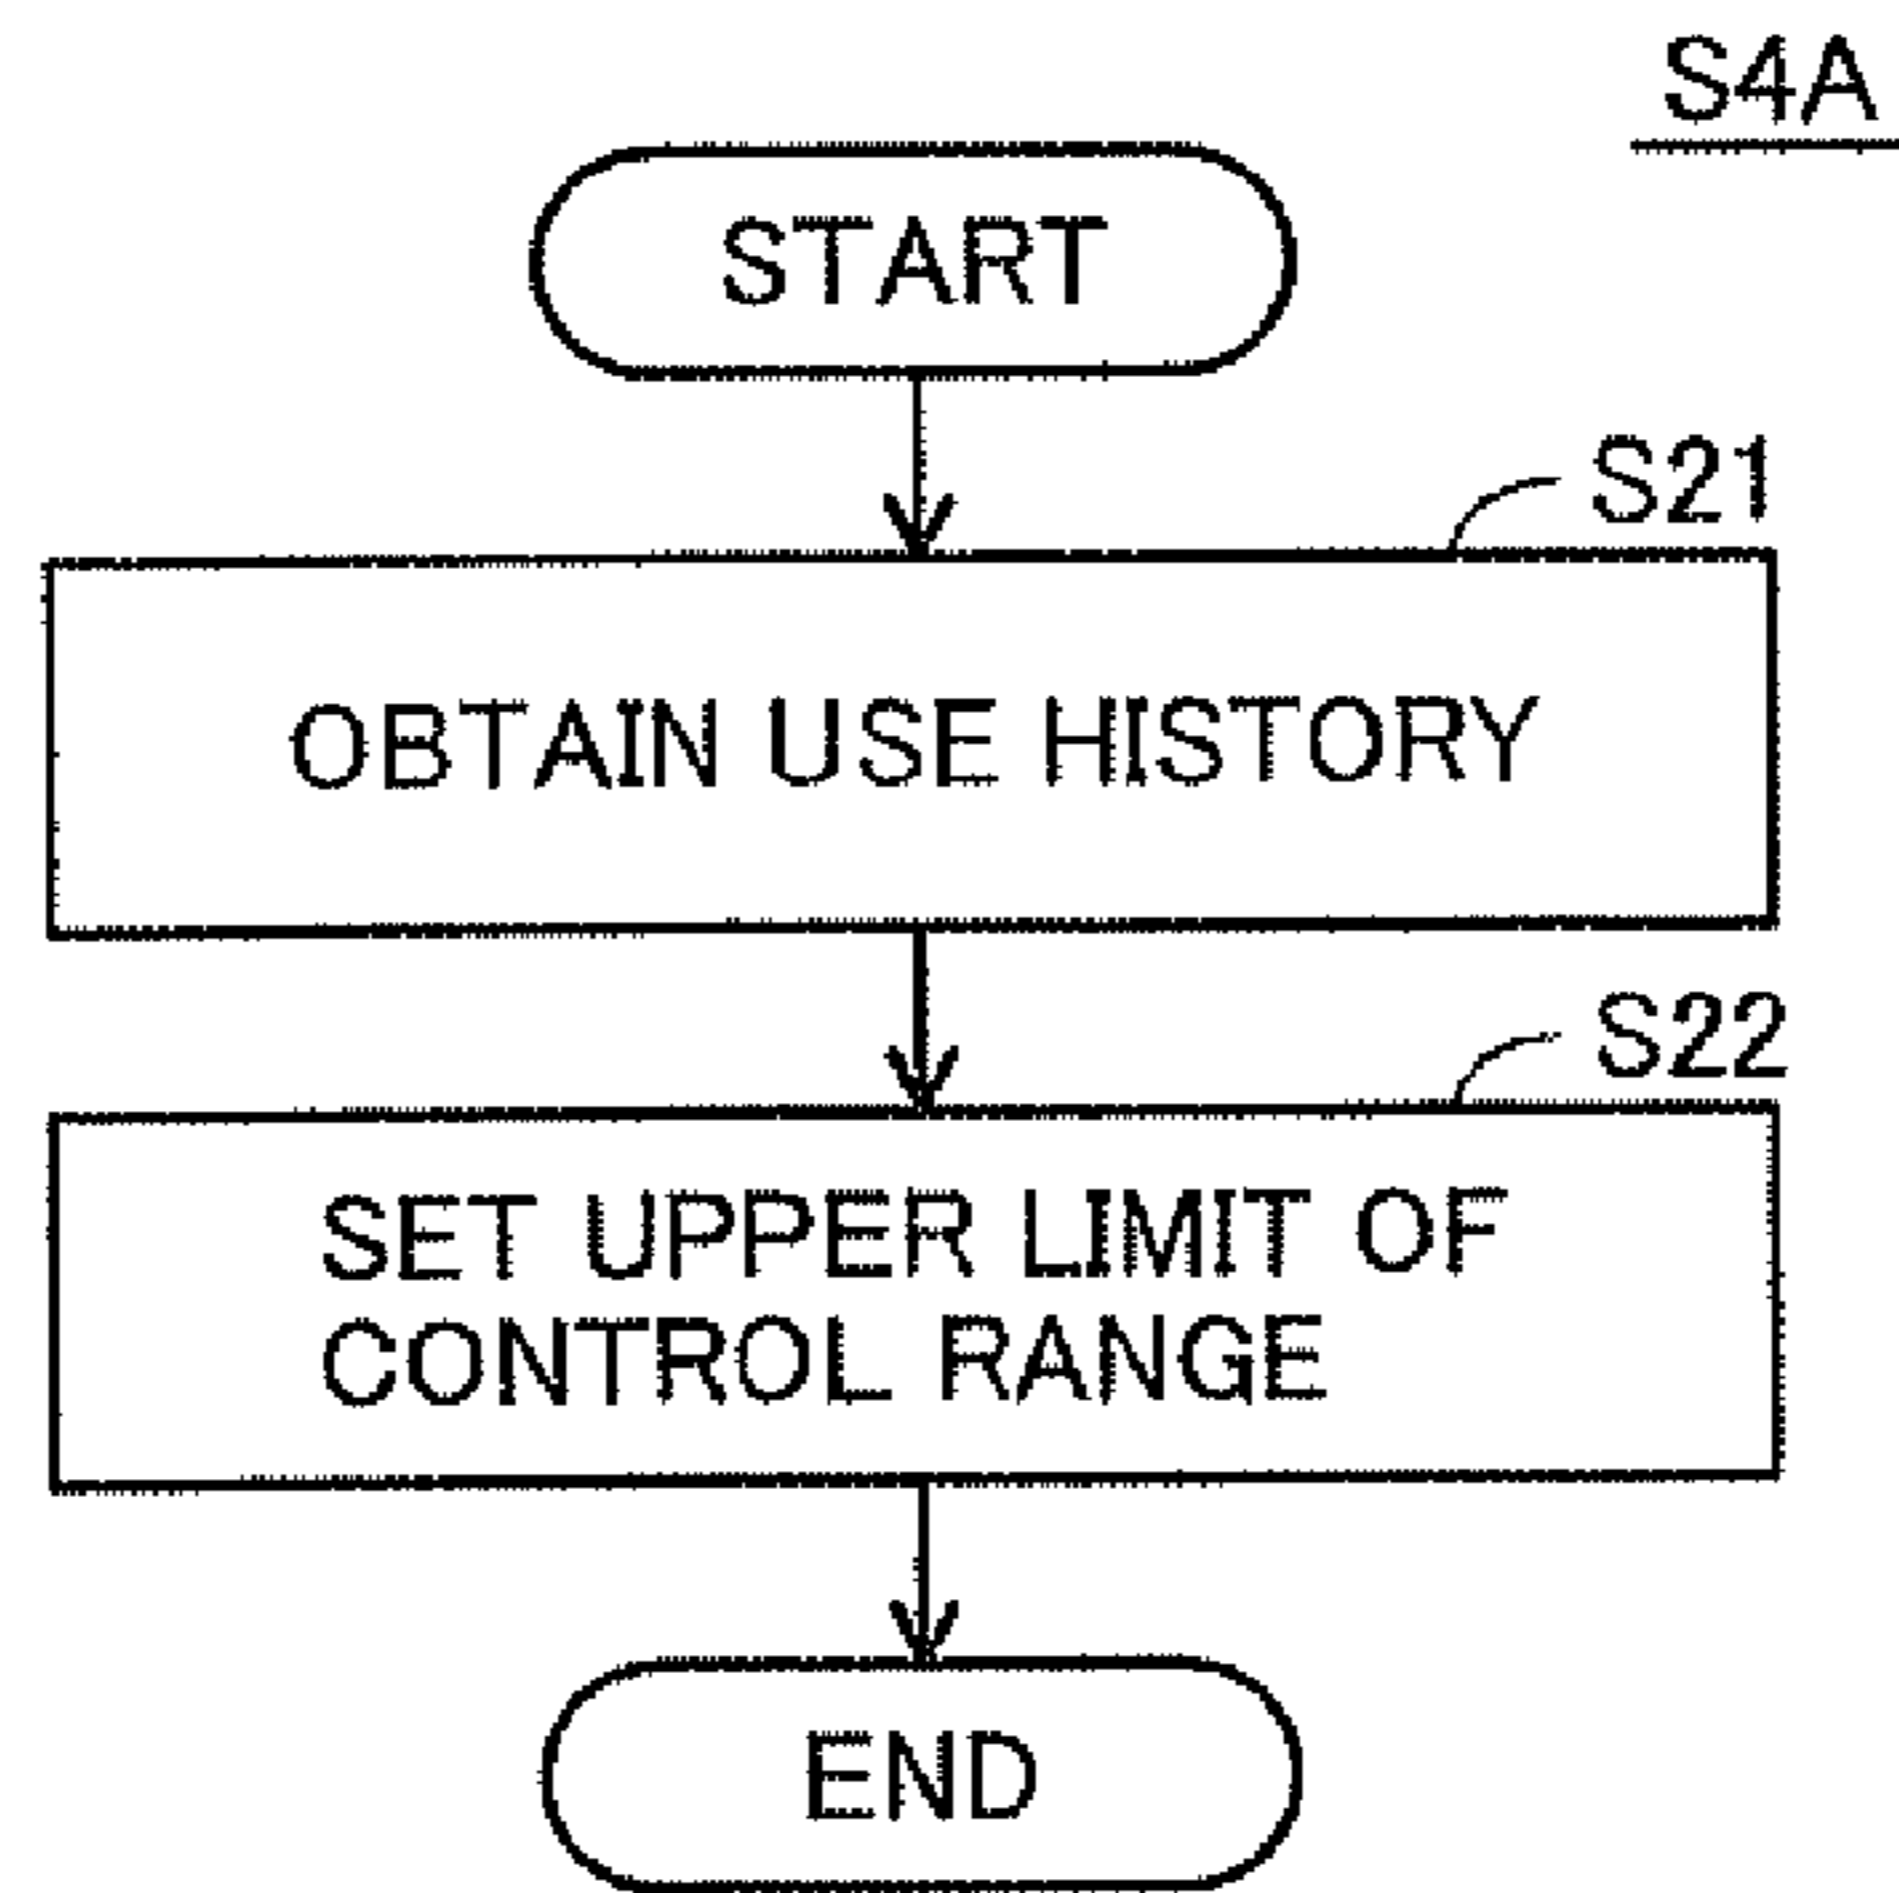 S4A
START
S21
OBTAIN USE HISTORY
S22
SET UPPER LIMIT OF
CONTROL RANGE
END